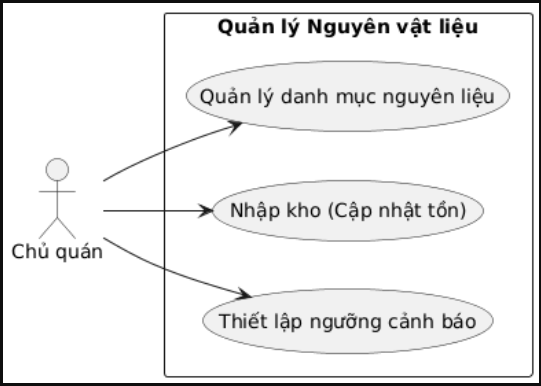 Quản lý Nguyên vật liệu
Quản lý danh mục nguyên liệu
Nhập kho (Cập nhật tồn)
Chủ quán
Thiết lập ngưỡng cảnh báo